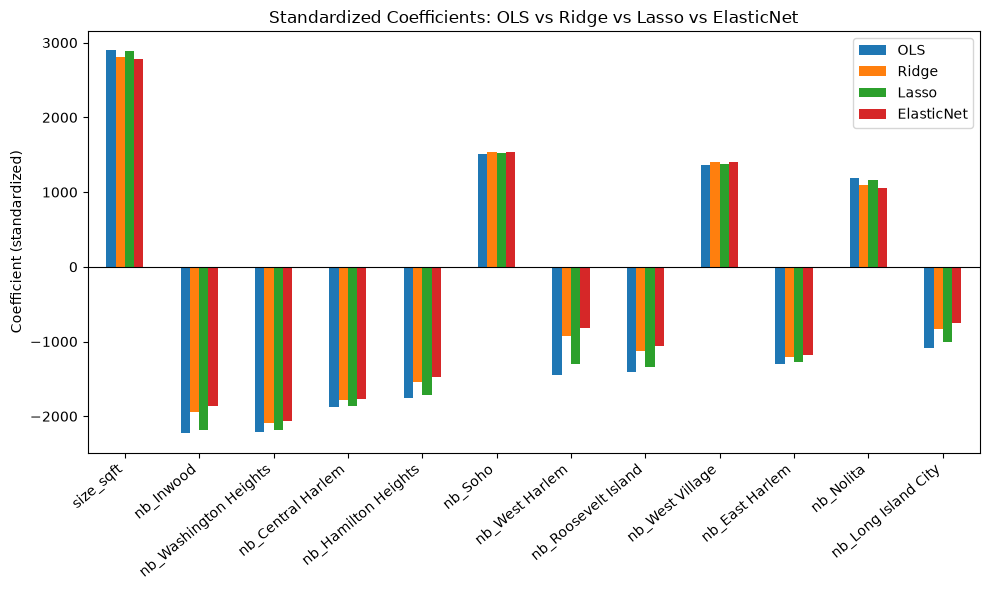 Standardized Coefficients: OLS vs Ridge vs Lasso vs ElasticNet
OLS
Ridge
Lasso
ElasticNet
Coefficient (standardized)
3000
2000
1000
0
−1000
−2000
size_sqft
nb_Inwood
nb_Washington Heights
nb_Central Harlem
nb_Hamilton Heights
nb_Soho
nb_West Harlem
nb_Roosevelt Island
nb_West Village
nb_East Harlem
nb_Nolita
nb_Long Island City